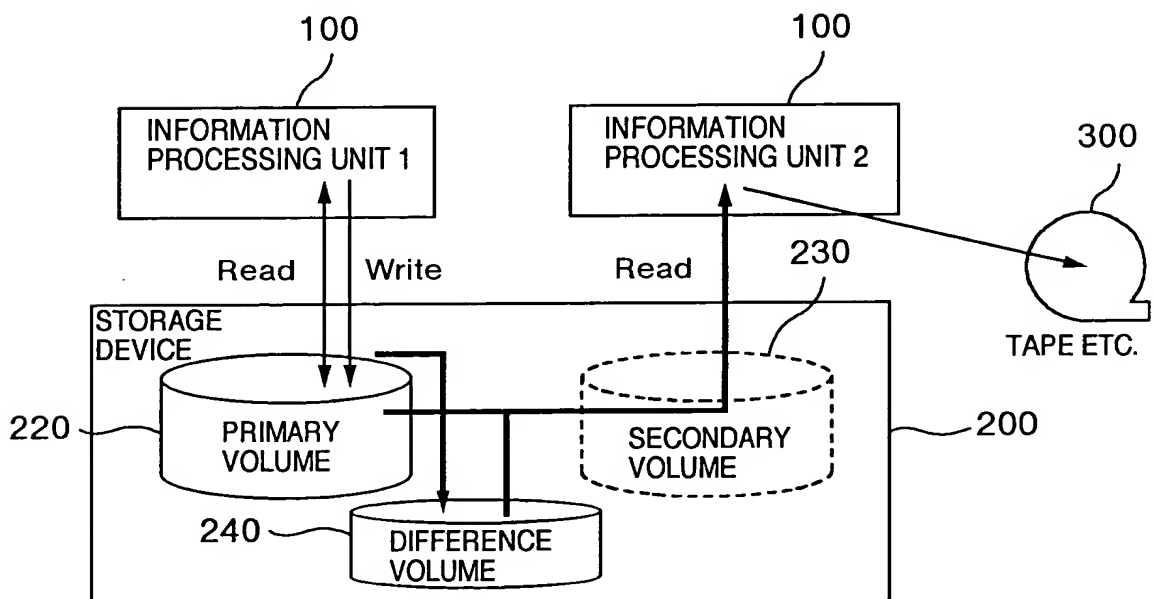 100
100
INFORMATION
PROCESSING UNIT 1
INFORMATION
PROCESSING UNIT 2
300
Read
Write
Read
230
STORAGE
DEVICE
TAPE ETC.
220
PRIMARY
VOLUME
SECONDARY
VOLUME
200
240
DIFFERENCE
VOLUME